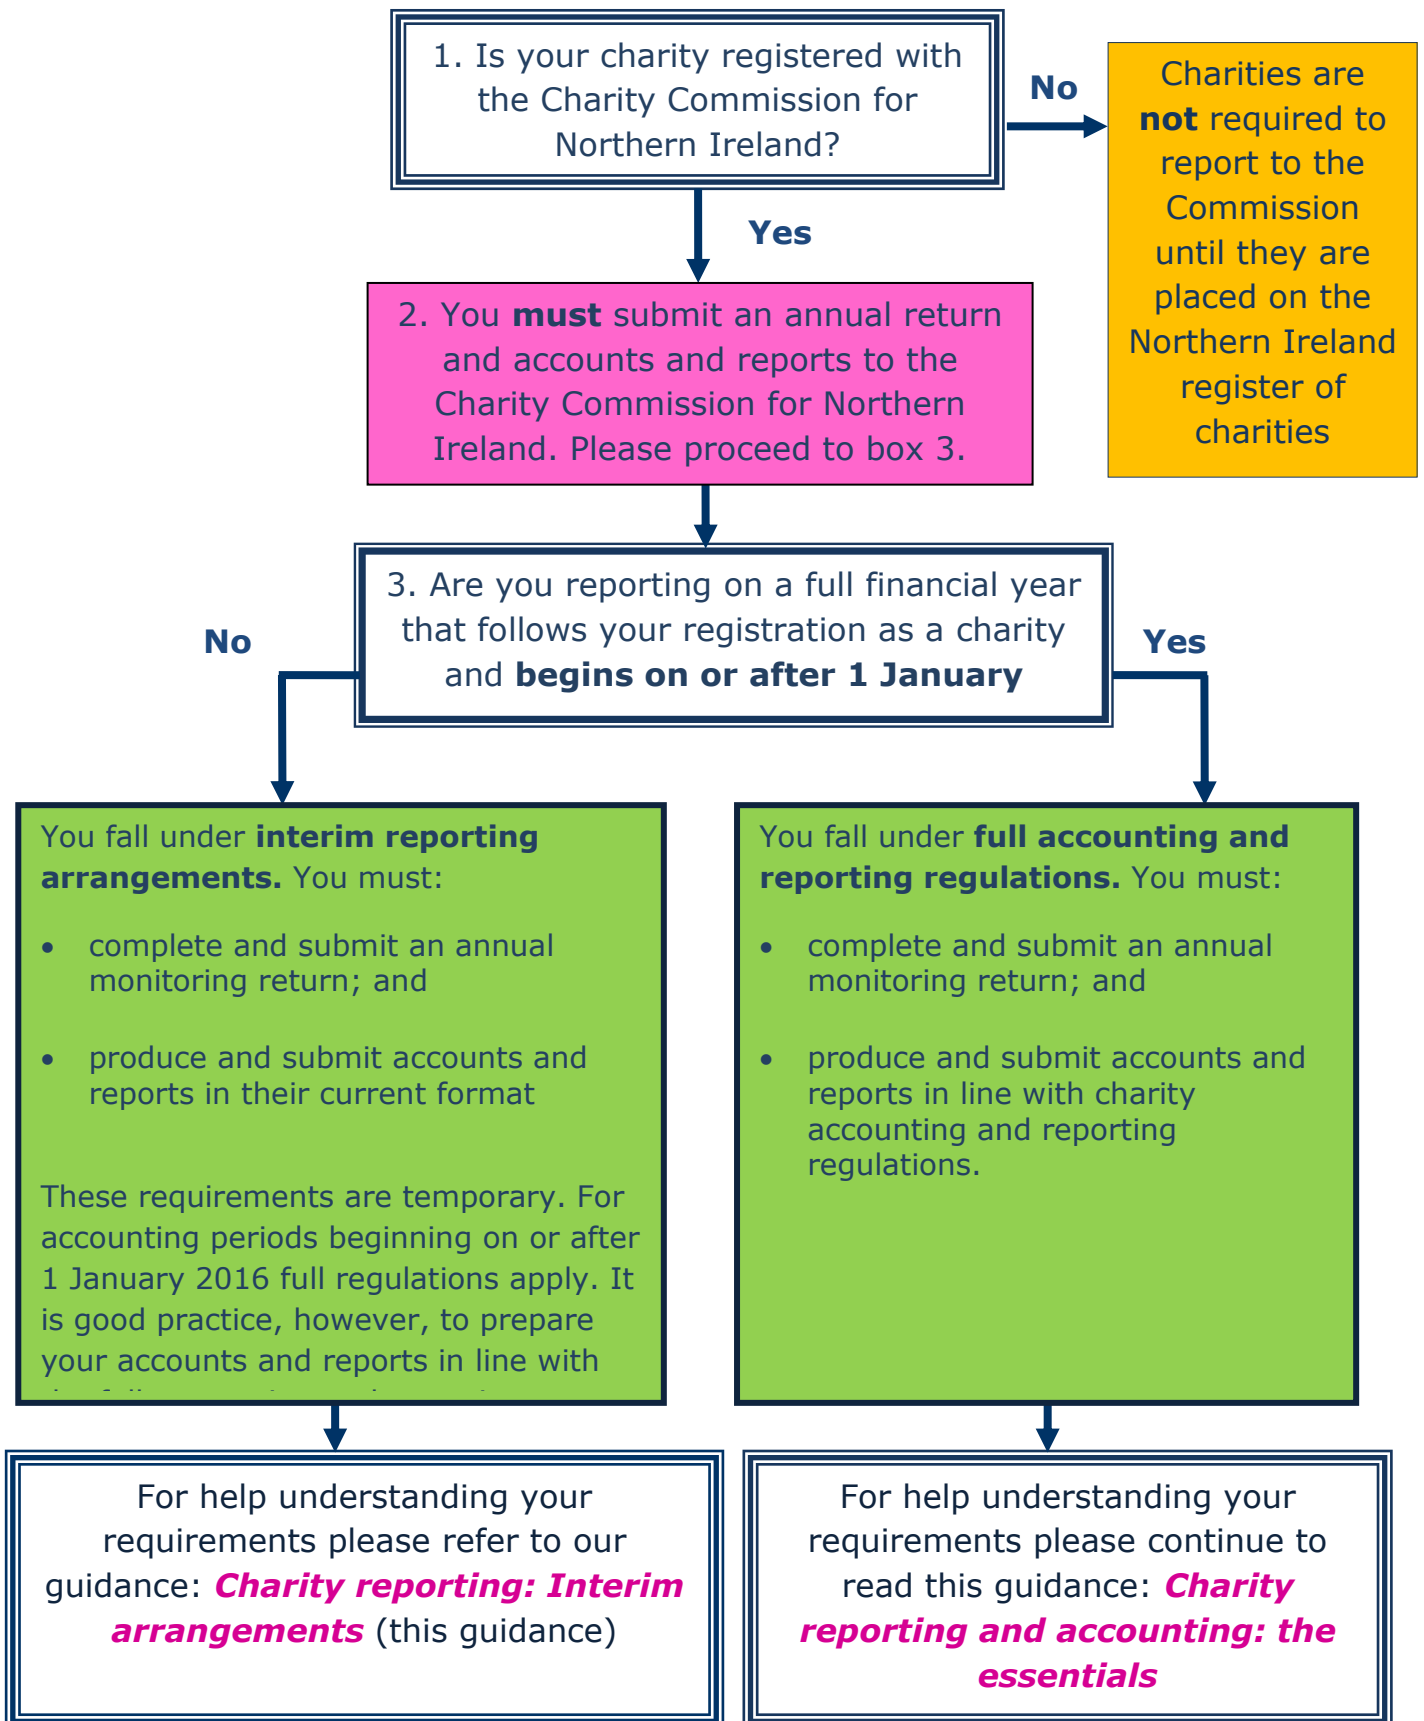 1. Is your charity registered with
the Charity Commission for
Northern Ireland?
No
Charities are
not required to
report to the
Commission
until they are
placed on the
Northern Ireland
register of
charities
Yes
2. You must submit an annual return
and accounts and reports to the
Charity Commission for Northern
Ireland. Please proceed to box 3.
3. Are you reporting on a full financial year
that follows your registration as a charity
and begins on or after 1 January
No
Yes
You fall under interim reporting
arrangements. You must:
• complete and submit an annual
monitoring return; and
• produce and submit accounts and
reports in their current format
These requirements are temporary. For
accounting periods beginning on or after
1 January 2016 full regulations apply. It
is good practice, however, to prepare
your accounts and reports in line with
You fall under full accounting and
reporting regulations. You must:
• complete and submit an annual
monitoring return; and
• produce and submit accounts and
reports in line with charity
accounting and reporting
regulations.
For help understanding your
requirements please refer to our
guidance: Charity reporting: Interim
arrangements (this guidance)
For help understanding your
requirements please continue to
read this guidance: Charity
reporting and accounting: the
essentials